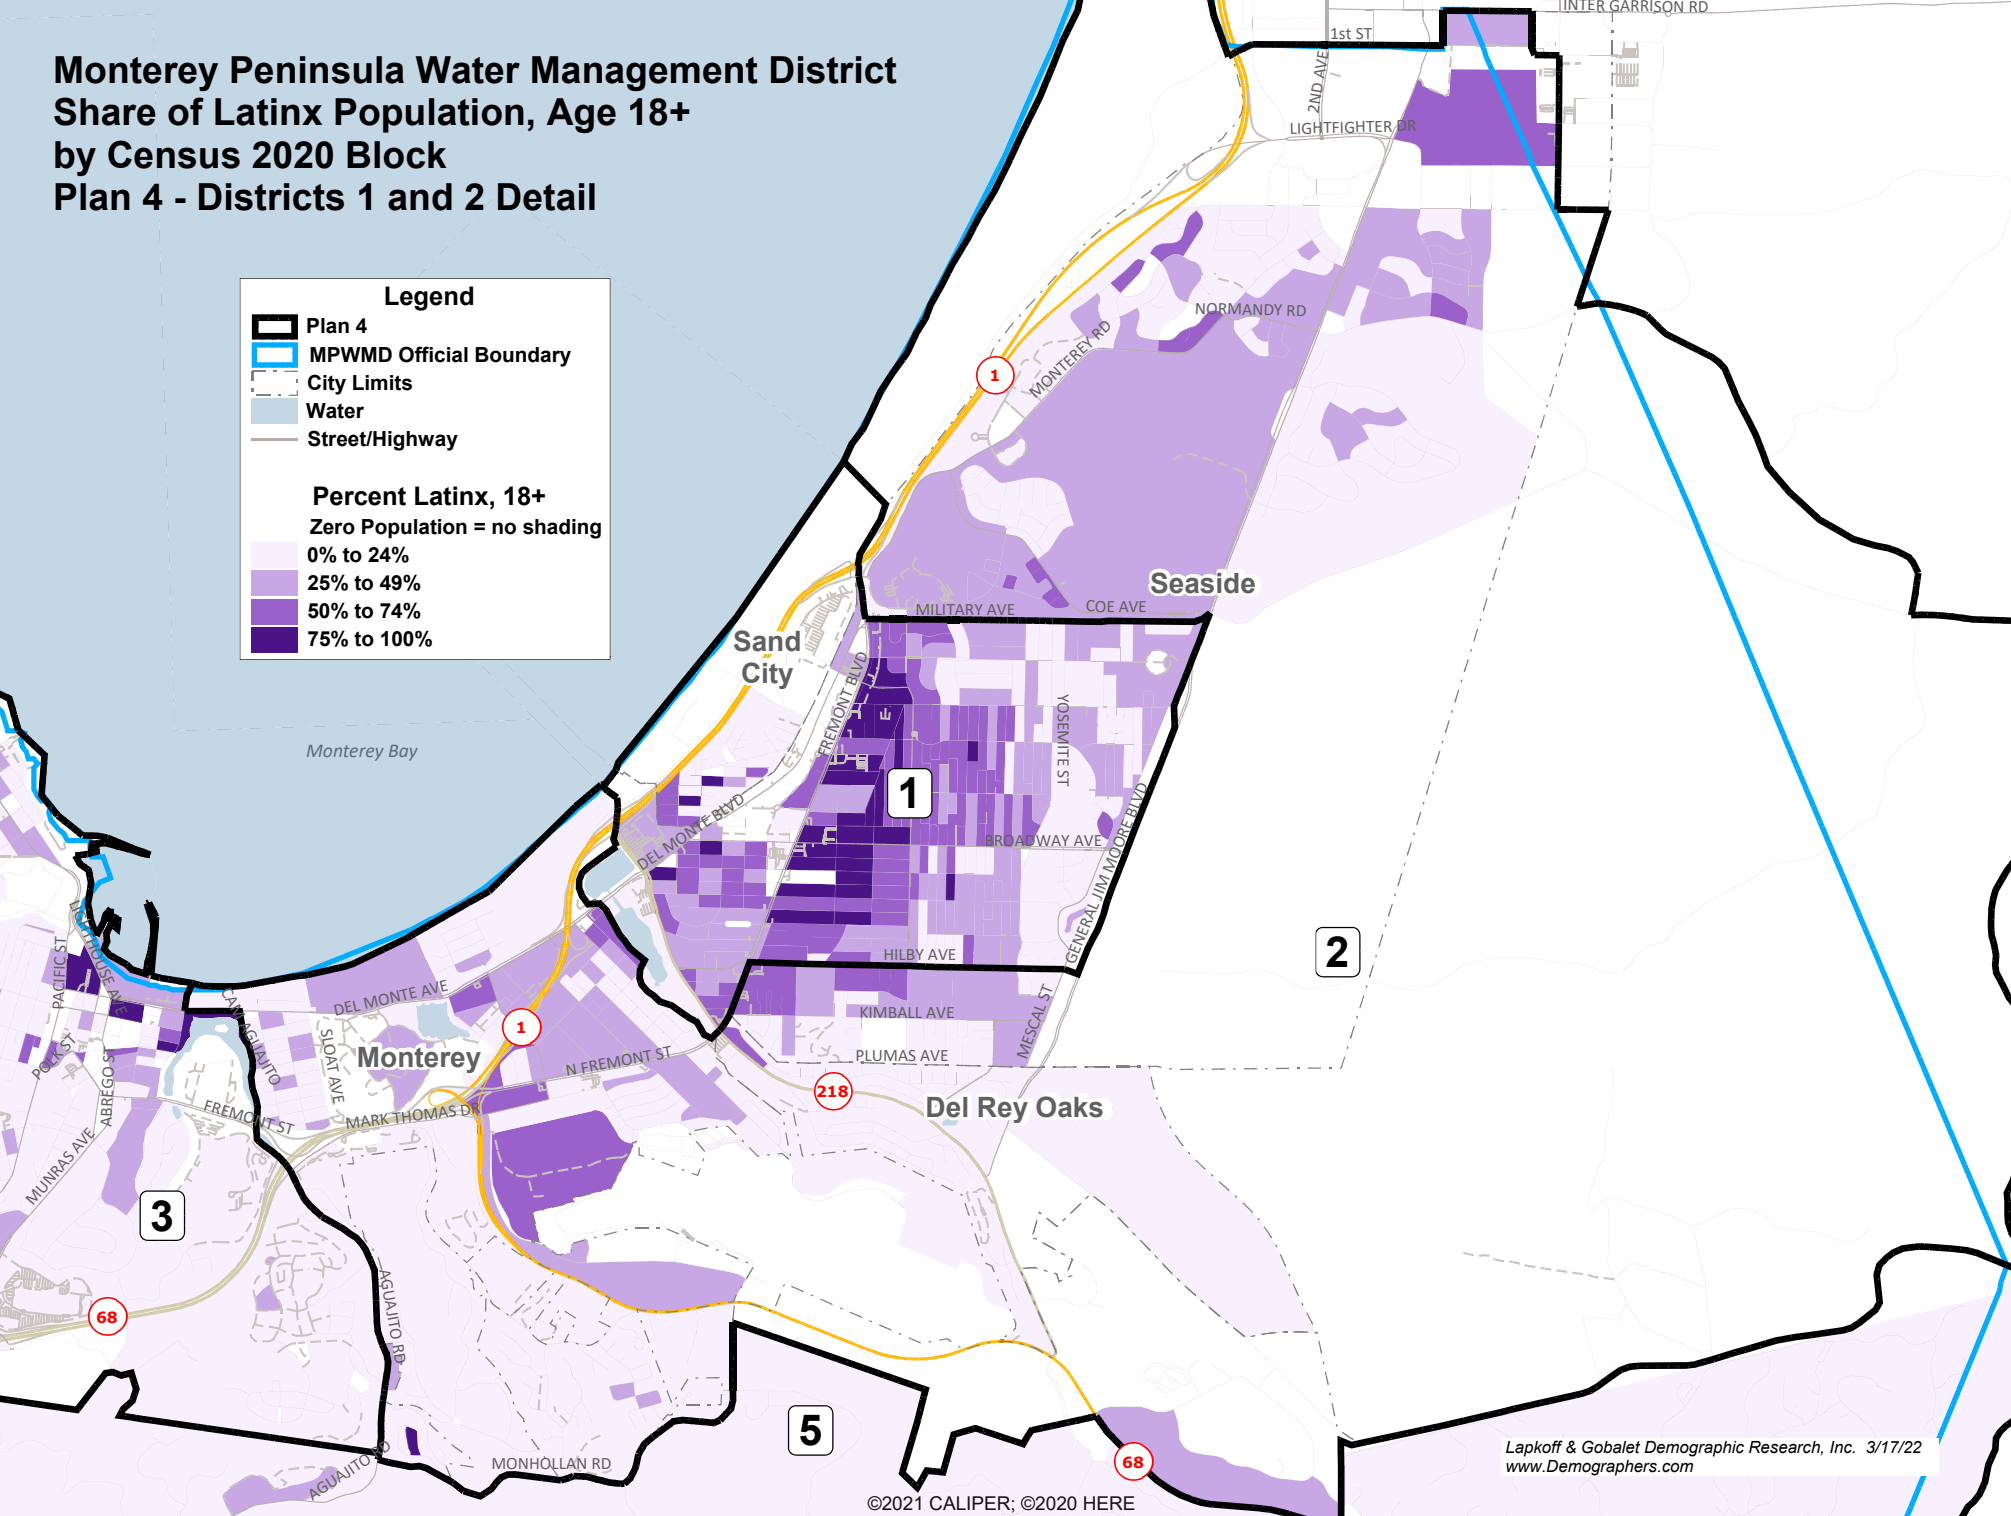 Monterey Peninsula Water Management District
Share of Latinx Population, Age 18+
by Census 2020 Block
Plan 4 - Districts 1 and 2 Detail
Legend
Plan 4
MPWMD Official Boundary
City Limits
Water
Street/Highway
Percent Latinx, 18+
Zero Population = no shading
0% to 24%
25% to 49%
50% to 74%
75% to 100%
INTER GARRISON RD
1st ST
2ND AVE
LIGHTFIGHTER DR
NORMANDY RD
MONTEREY RD
1
Seaside
MILITARY AVE
COE AVE
Sand
City
FREMONT BLVD
YOSEMITE ST
Monterey Bay
1
DEL MONTE BLVD
BROADWAY AVE
GENERAL JIM MOORE BLVD
HILBY AVE
2
LIGHTHOUSE AVE
PACIFIC ST
DEL MONTE AVE
CAM AGUAJITO
KIMBALL AVE
MESCAL ST
1
SLOAT AVE
Monterey
POLK ST
ABREGO ST
N FREMONT ST
PLUMAS AVE
218
Del Rey Oaks
FREMONT ST
MARK THOMAS DR
MUNRAS AVE
3
68
AGUAJITO RD
5
AGUAJITO RD
MONHOLLAN RD
68
Lapkoff & Gobalet Demographic Research, Inc. 3/17/22
www.Demographers.com
©2021 CALIPER; ©2020 HERE